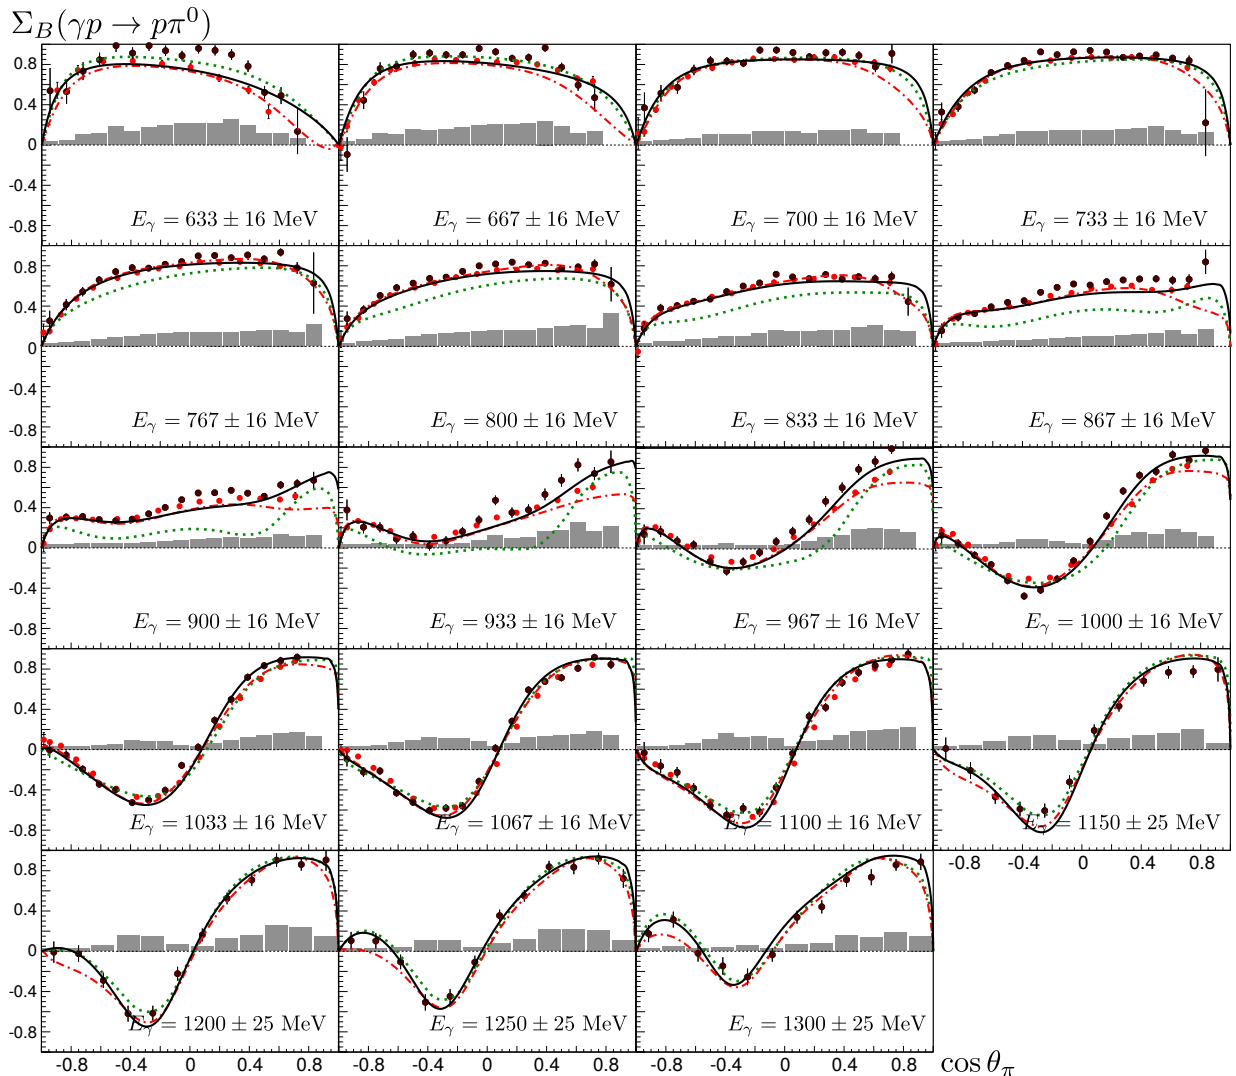 Σ_B(γp → pπ⁰)
0.8
0.4
0
-0.4
-0.8
E_γ = 633 ± 16 MeV
E_γ = 667 ± 16 MeV
E_γ = 700 ± 16 MeV
E_γ = 733 ± 16 MeV
0.8
0.4
0
-0.4
-0.8
E_γ = 767 ± 16 MeV
E_γ = 800 ± 16 MeV
E_γ = 833 ± 16 MeV
E_γ = 867 ± 16 MeV
0.8
0.4
0
-0.4
-0.8
E_γ = 900 ± 16 MeV
E_γ = 933 ± 16 MeV
E_γ = 967 ± 16 MeV
E_γ = 1000 ± 16 MeV
0.8
0.4
0
-0.4
-0.8
E_γ = 1033 ± 16 MeV
E_γ = 1067 ± 16 MeV
E_γ = 1100 ± 16 MeV
E_γ = 1150 ± 25 MeV
-0.8 -0.4 0 0.4 0.8
0.8
0.4
0
-0.4
-0.8
E_γ = 1200 ± 25 MeV
E_γ = 1250 ± 25 MeV
E_γ = 1300 ± 25 MeV
-0.8 -0.4 0 0.4 0.8 -0.8 -0.4 0 0.4 0.8 -0.8 -0.4 0 0.4 0.8
cos θ_π